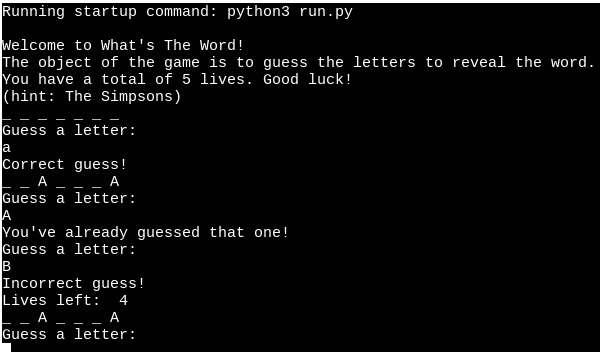 Running startup command: python3 run.py
Welcome to What's The Word!
The object of the game is to guess the letters to reveal the word.
You have a total of 5 lives. Good luck!
(hint: The Simpsons)
_ _ _ _ _ _ _
Guess a letter:
a
Correct guess!
_ _ A _ _ _ A
Guess a letter:
A
You've already guessed that one!
Guess a letter:
B
Incorrect guess!
Lives left:  4
_ _ A _ _ _ A
Guess a letter: